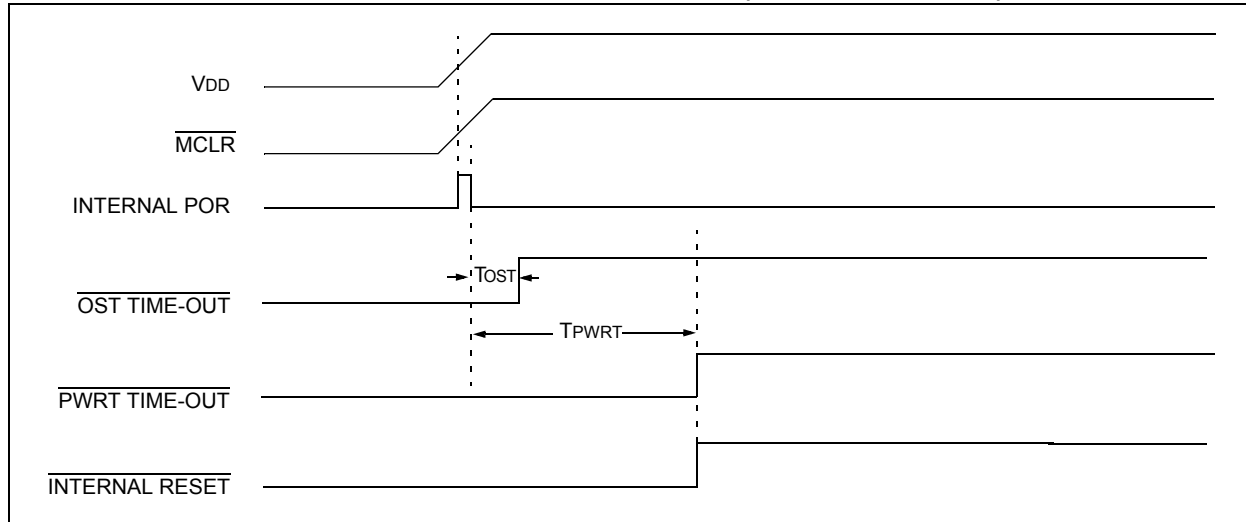 VDD
MCLR
INTERNAL POR
TOST
OST TIME-OUT
TPWRT
PWRT TIME-OUT
INTERNAL RESET